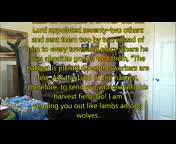 Lord appointed seventy-two others
and sent them two by two ahead of
him to every town and place where he
was about to go. He told them, "The
harvest is plentiful, but the workers are
few. Ask the Lord of the harvest,
therefore, to send out workers into his
harvest field. Go! I am
sending you out like lambs among
wolves.